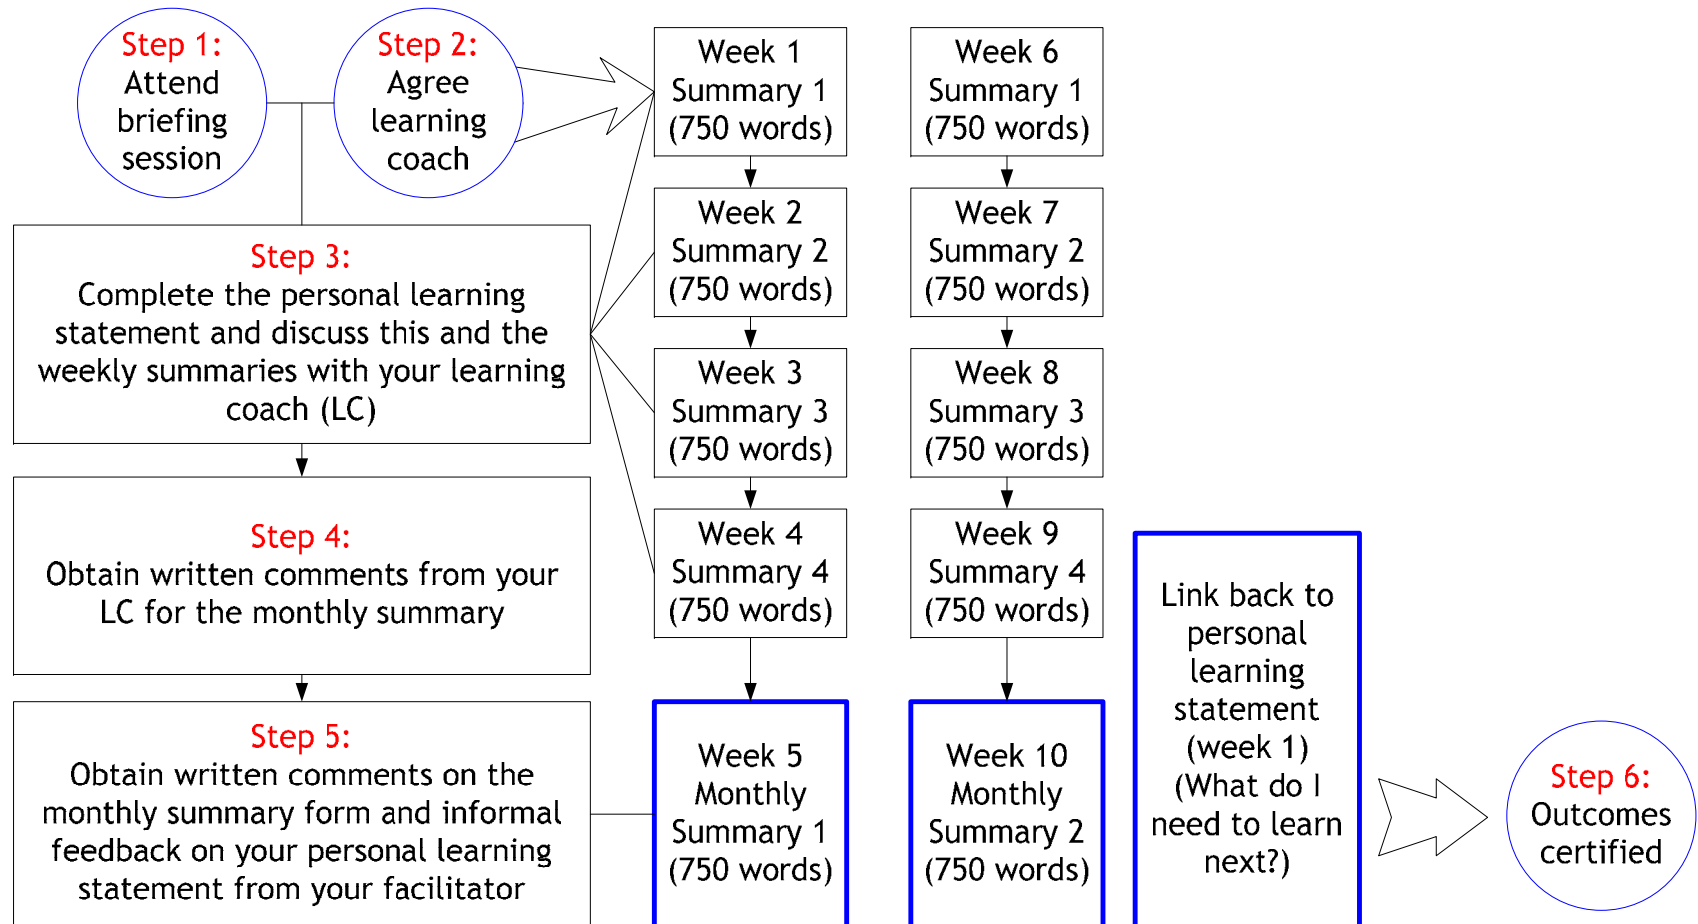 Step 1:
Attend
briefing
session
Step 2:
Agree
learning
coach
Step 3:
Complete the personal learning
statement and discuss this and the
weekly summaries with your learning
coach (LC)
Step 4:
Obtain written comments from your
LC for the monthly summary
Step 5:
Obtain written comments on the
monthly summary form and informal
feedback on your personal learning
statement from your facilitator
Week 1
Summary 1
(750 words)
Week 2
Summary 2
(750 words)
Week 3
Summary 3
(750 words)
Week 4
Summary 4
(750 words)
Week 5
Monthly
Summary 1
(750 words)
Week 6
Summary 1
(750 words)
Week 7
Summary 2
(750 words)
Week 8
Summary 3
(750 words)
Week 9
Summary 4
(750 words)
Week 10
Monthly
Summary 2
(750 words)
Link back to
personal
learning
statement
(week 1)
(What do I
need to learn
next?)
Step 6:
Outcomes
certified